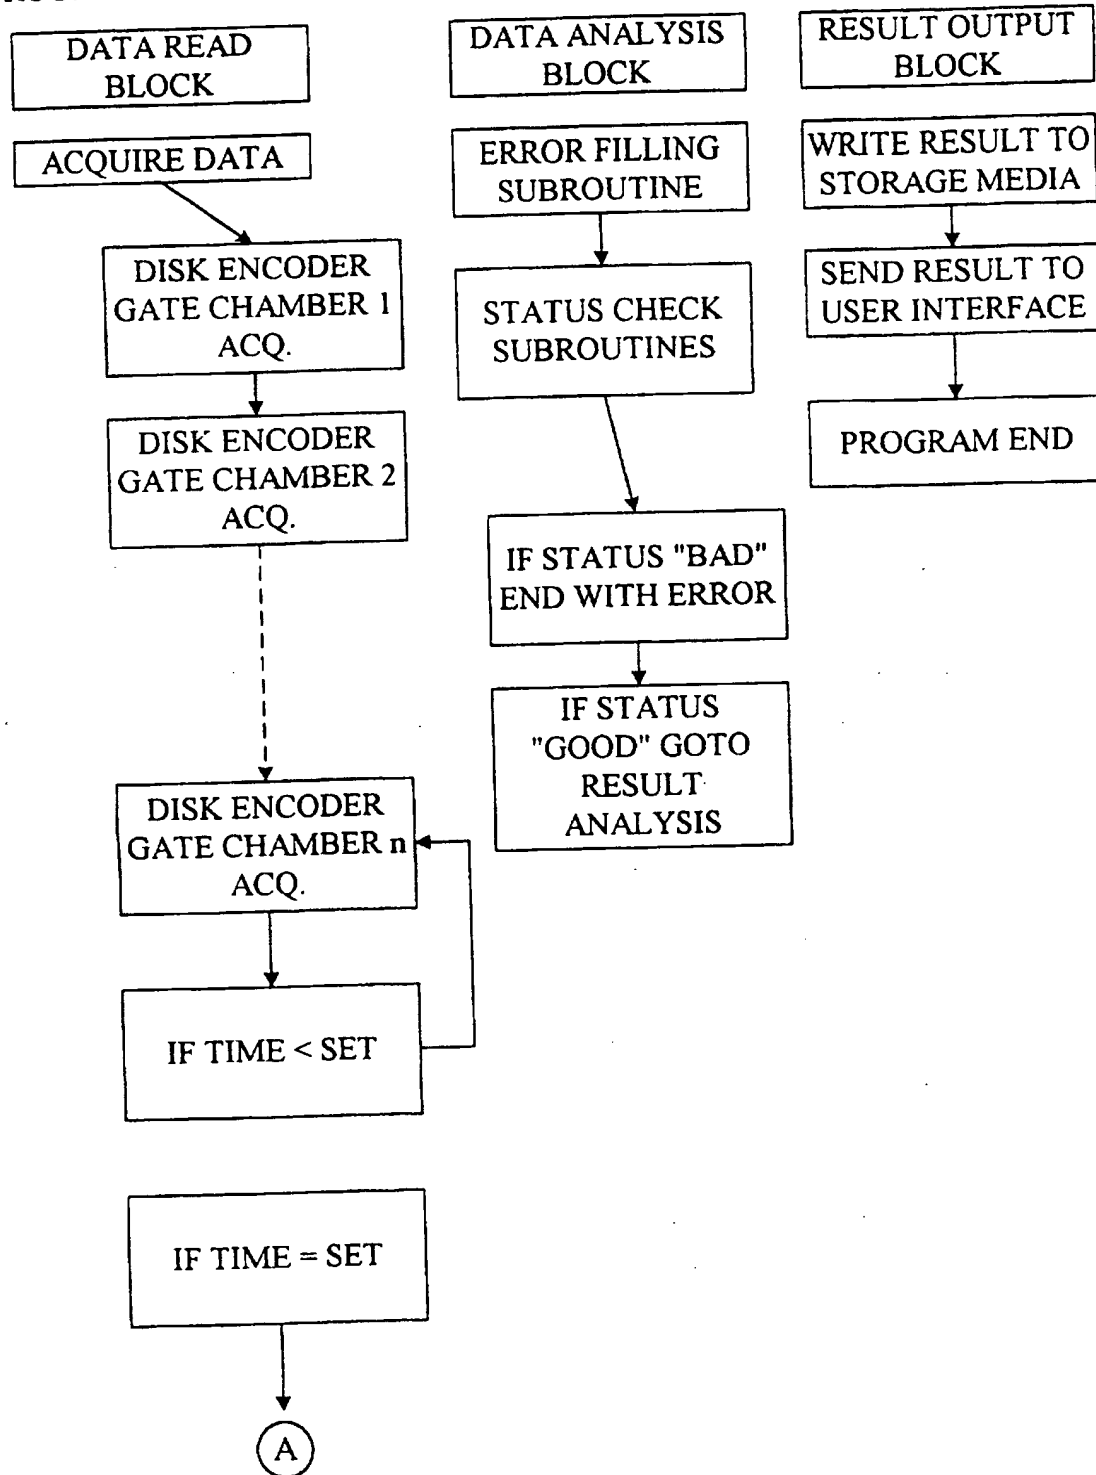 DATA READ
BLOCK
ACQUIRE DATA
DISK ENCODER
GATE CHAMBER 1
ACQ.
DISK ENCODER
GATE CHAMBER 2
ACQ.
DISK ENCODER
GATE CHAMBER n
ACQ.
IF TIME < SET
IF TIME = SET
A
DATA ANALYSIS
BLOCK
ERROR FILLING
SUBROUTINE
STATUS CHECK
SUBROUTINES
IF STATUS "BAD"
END WITH ERROR
IF STATUS
"GOOD" GOTO
RESULT
ANALYSIS
RESULT OUTPUT
BLOCK
WRITE RESULT TO
STORAGE MEDIA
SEND RESULT TO
USER INTERFACE
PROGRAM END